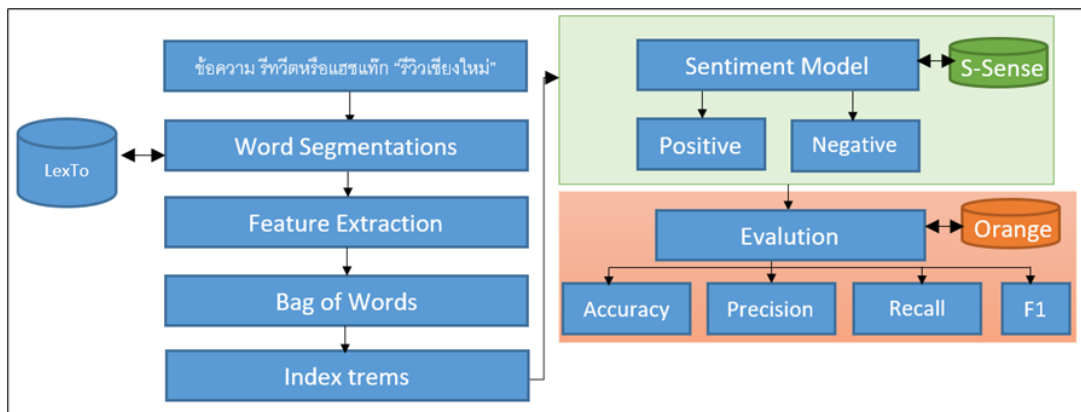 ข้อความ รีทวีตหรือแฮชแท็ก "รีวิวเชียงใหม่"
Word Segmentations
LexTo
Feature Extraction
Bag of Words
Index trems
Sentiment Model
S-Sense
Positive
Negative
Evalution
Orange
Accuracy
Precision
Recall
F1